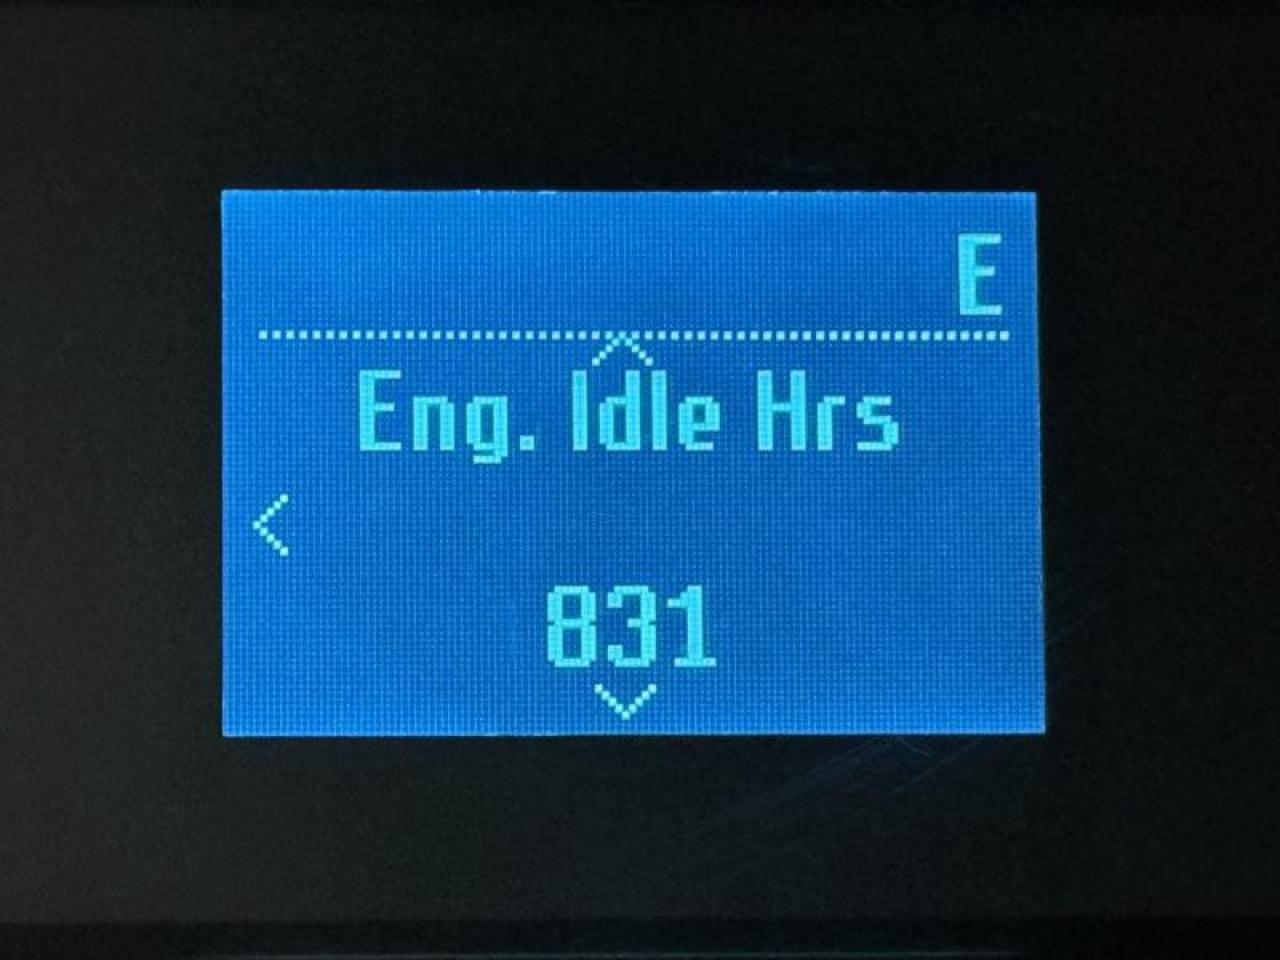 E
Eng. Idle Hrs
831